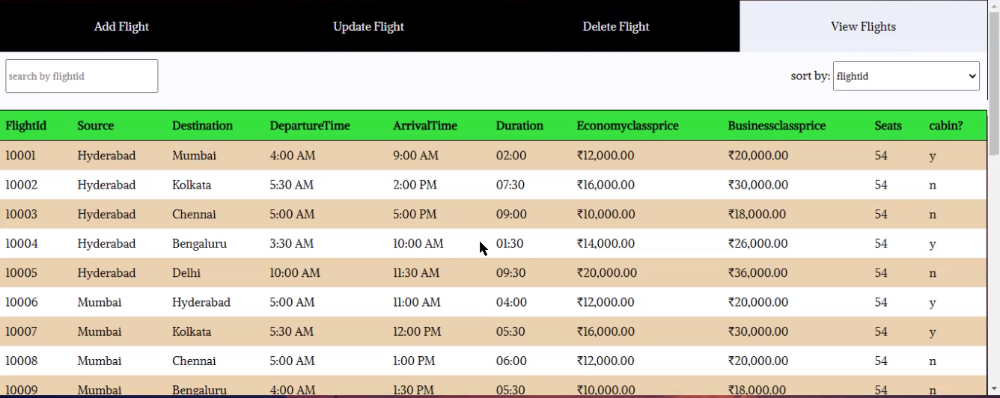 Add Flight Update Flight Delete Flight View Flights
search by flightid sort by: flightid
FlightId Source Destination DepartureTime ArrivalTime Duration Economyclassprice Businessclassprice Seats cabin?
10001 Hyderabad Mumbai 4:00 AM 9:00 AM 02:00 ₹12,000.00 ₹20,000.00 54 y
10002 Hyderabad Kolkata 5:30 AM 2:00 PM 07:30 ₹16,000.00 ₹30,000.00 54 n
10003 Hyderabad Chennai 5:00 AM 5:00 PM 09:00 ₹10,000.00 ₹18,000.00 54 n
10004 Hyderabad Bengaluru 3:30 AM 10:00 AM 01:30 ₹14,000.00 ₹26,000.00 54 y
10005 Hyderabad Delhi 10:00 AM 11:30 AM 09:30 ₹20,000.00 ₹36,000.00 54 n
10006 Mumbai Hyderabad 5:00 AM 11:00 AM 04:00 ₹12,000.00 ₹20,000.00 54 y
10007 Mumbai Kolkata 5:30 AM 12:00 PM 05:30 ₹16,000.00 ₹30,000.00 54 y
10008 Mumbai Chennai 5:00 AM 1:00 PM 06:00 ₹12,000.00 ₹20,000.00 54 n
10009 Mumbai Bengaluru 4:00 AM 1:30 PM 05:30 ₹10,000.00 ₹18,000.00 54 n